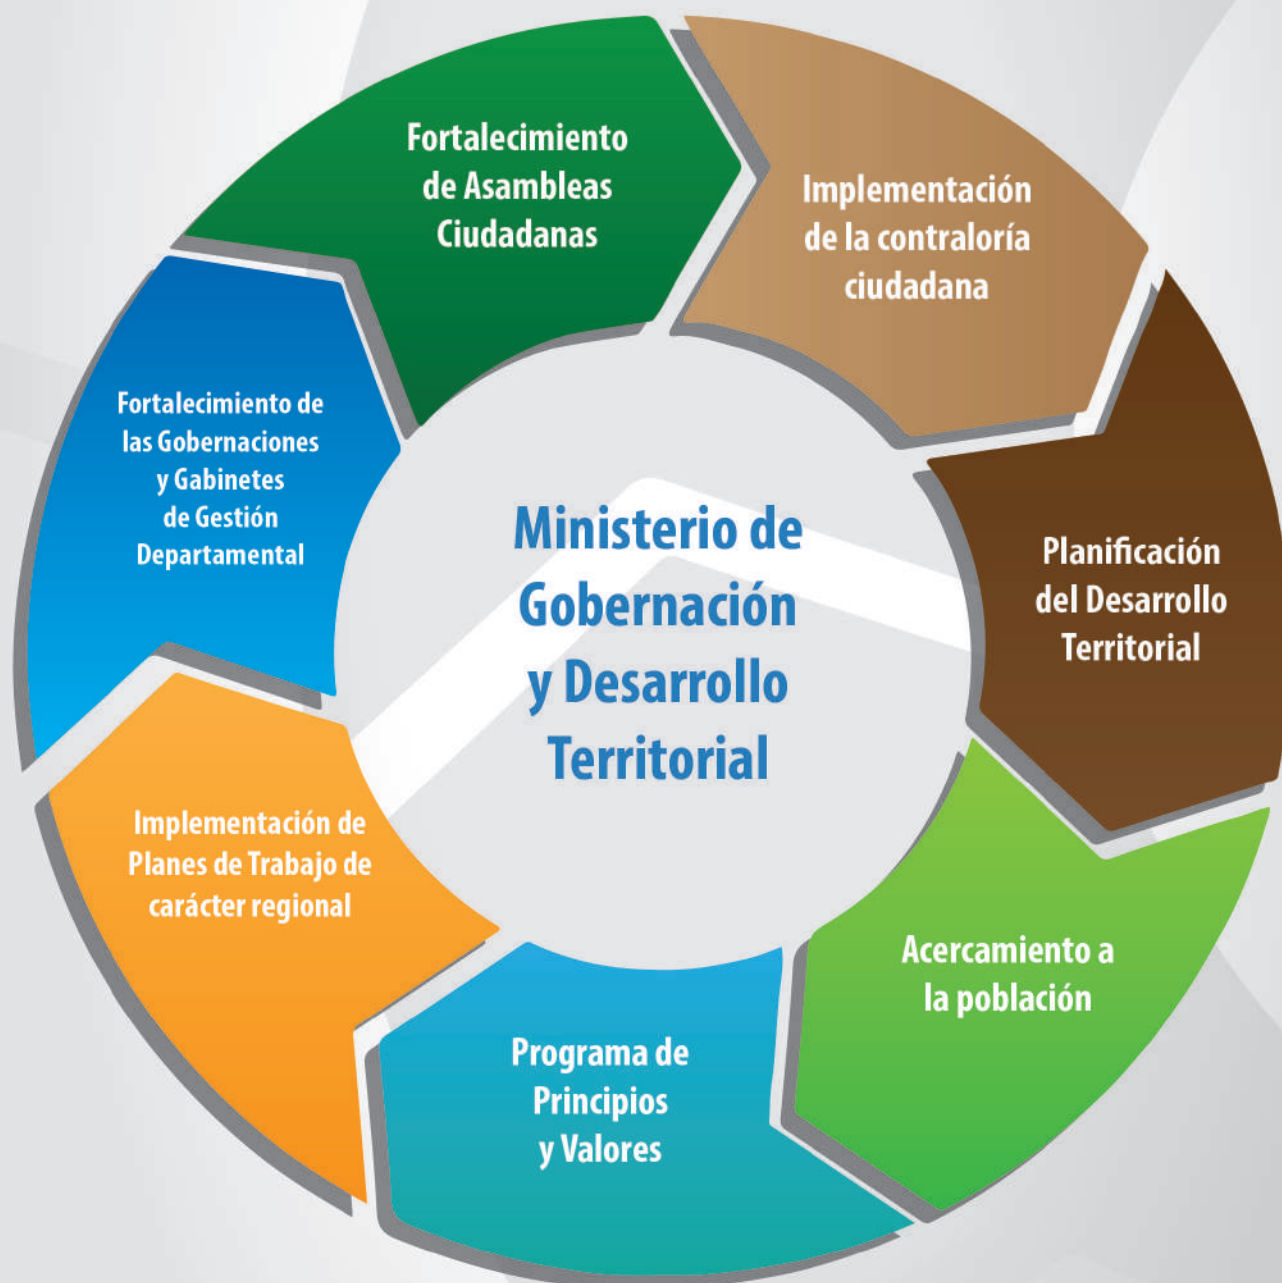 Fortalecimiento
de Asambleas
Ciudadanas
Implementación
de la contraloría
ciudadana
Planificación
del Desarrollo
Territorial
Acercamiento a
la población
Programa de
Principios
y Valores
Implementación de
Planes de Trabajo de
carácter regional
Fortalecimiento de
las Gobernaciones
y Gabinetes
de Gestión
Departamental
Ministerio de
Gobernación
y Desarrollo
Territorial